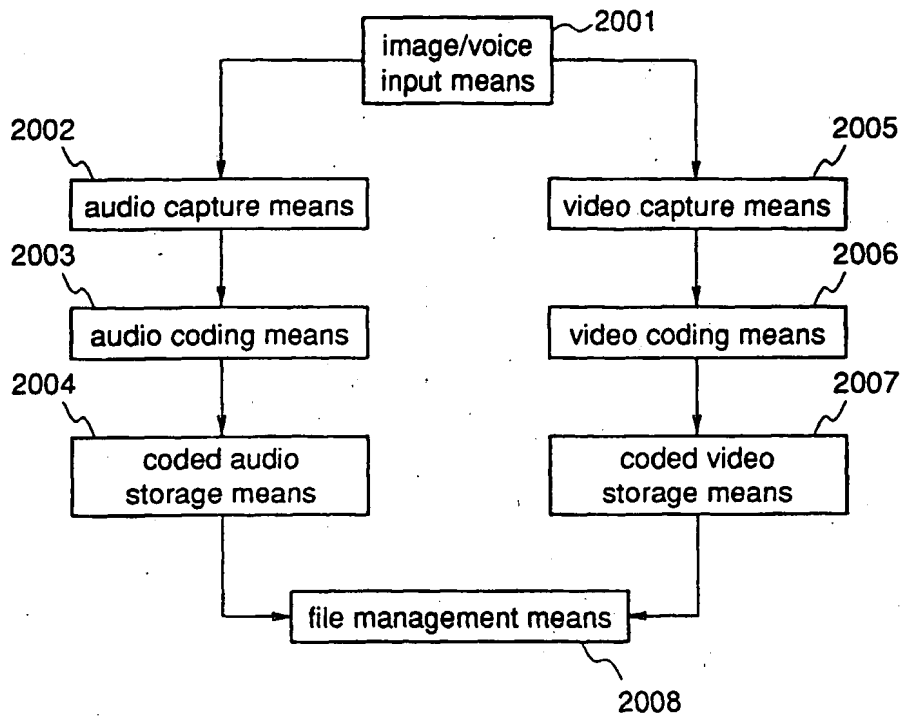 2001
image/voice
input means
2002
2005
audio capture means
video capture means
2003
2006
audio coding means
video coding means
2004
2007
coded audio
storage means
coded video
storage means
file management means
2008